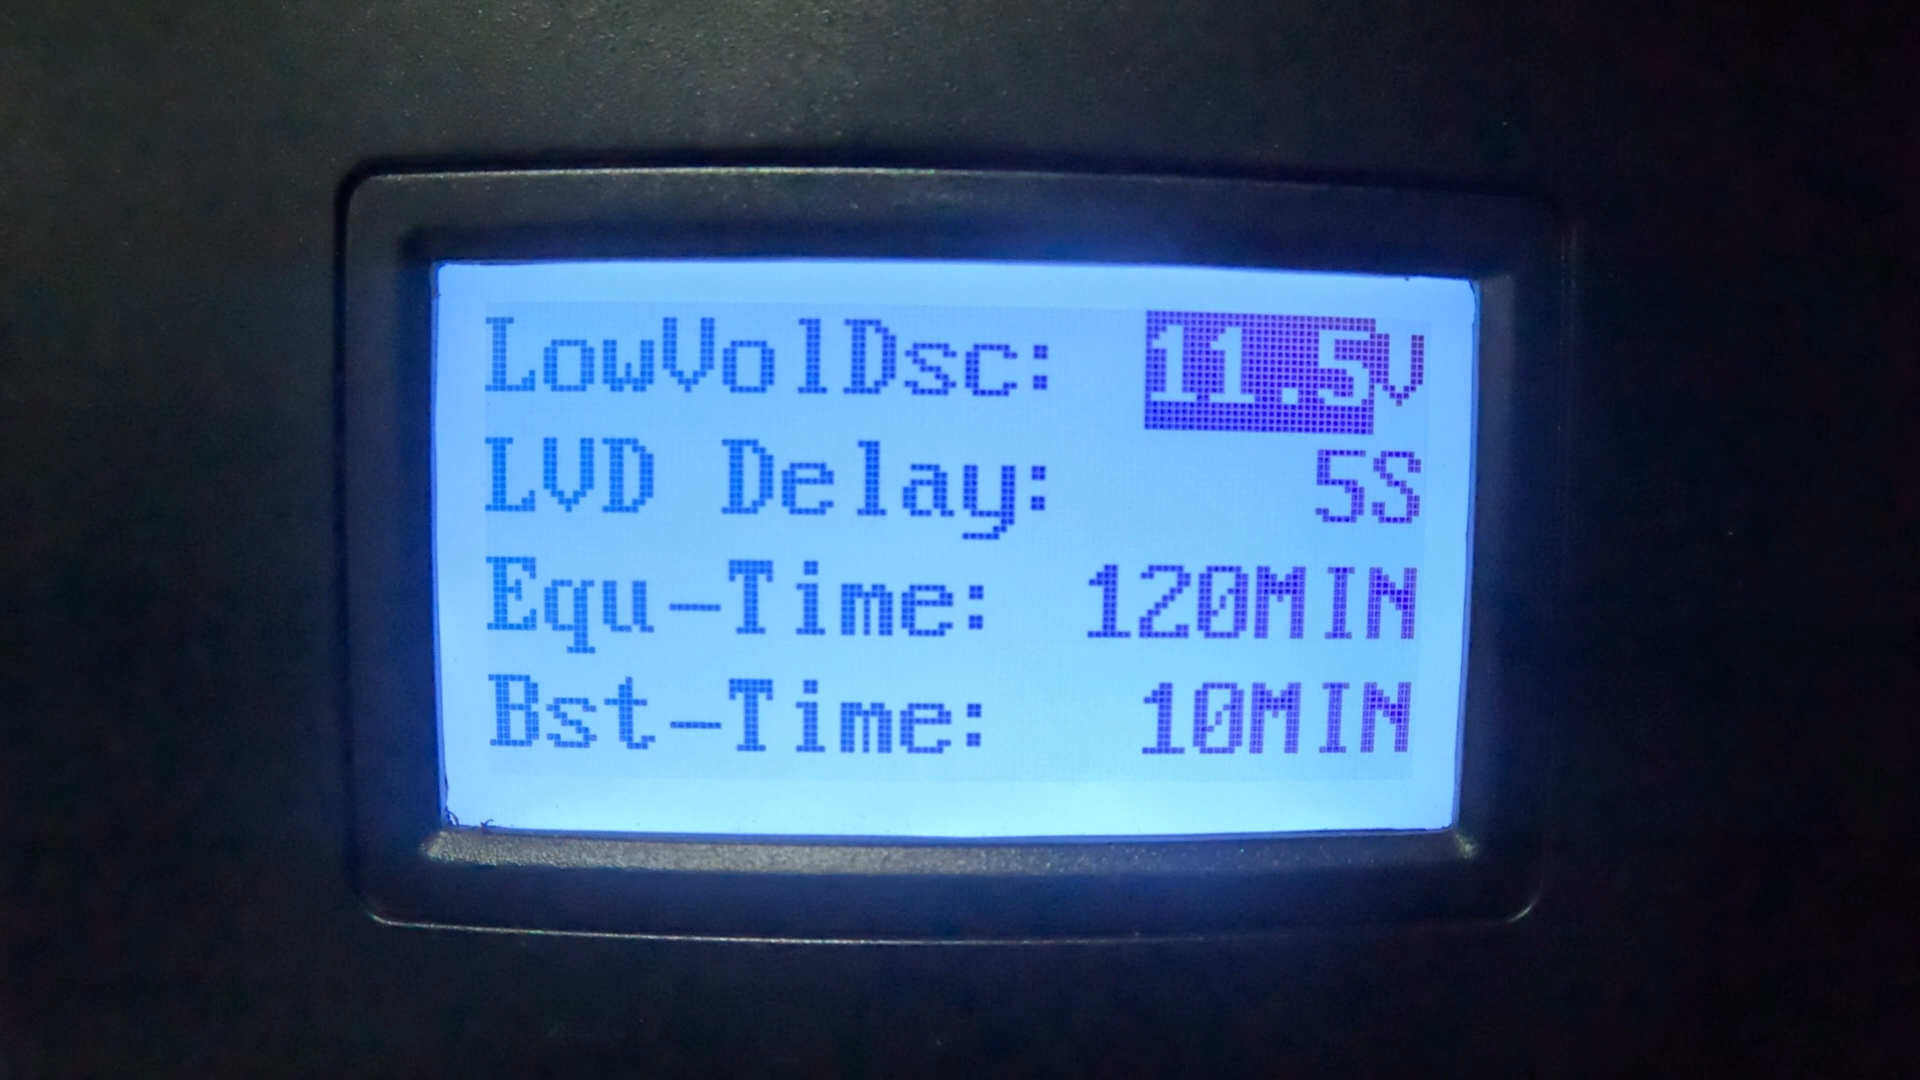 LowVolDsc: 11.5V
LVD Delay: 5S
Equ-Time: 120MIN
Bst-Time: 10MIN